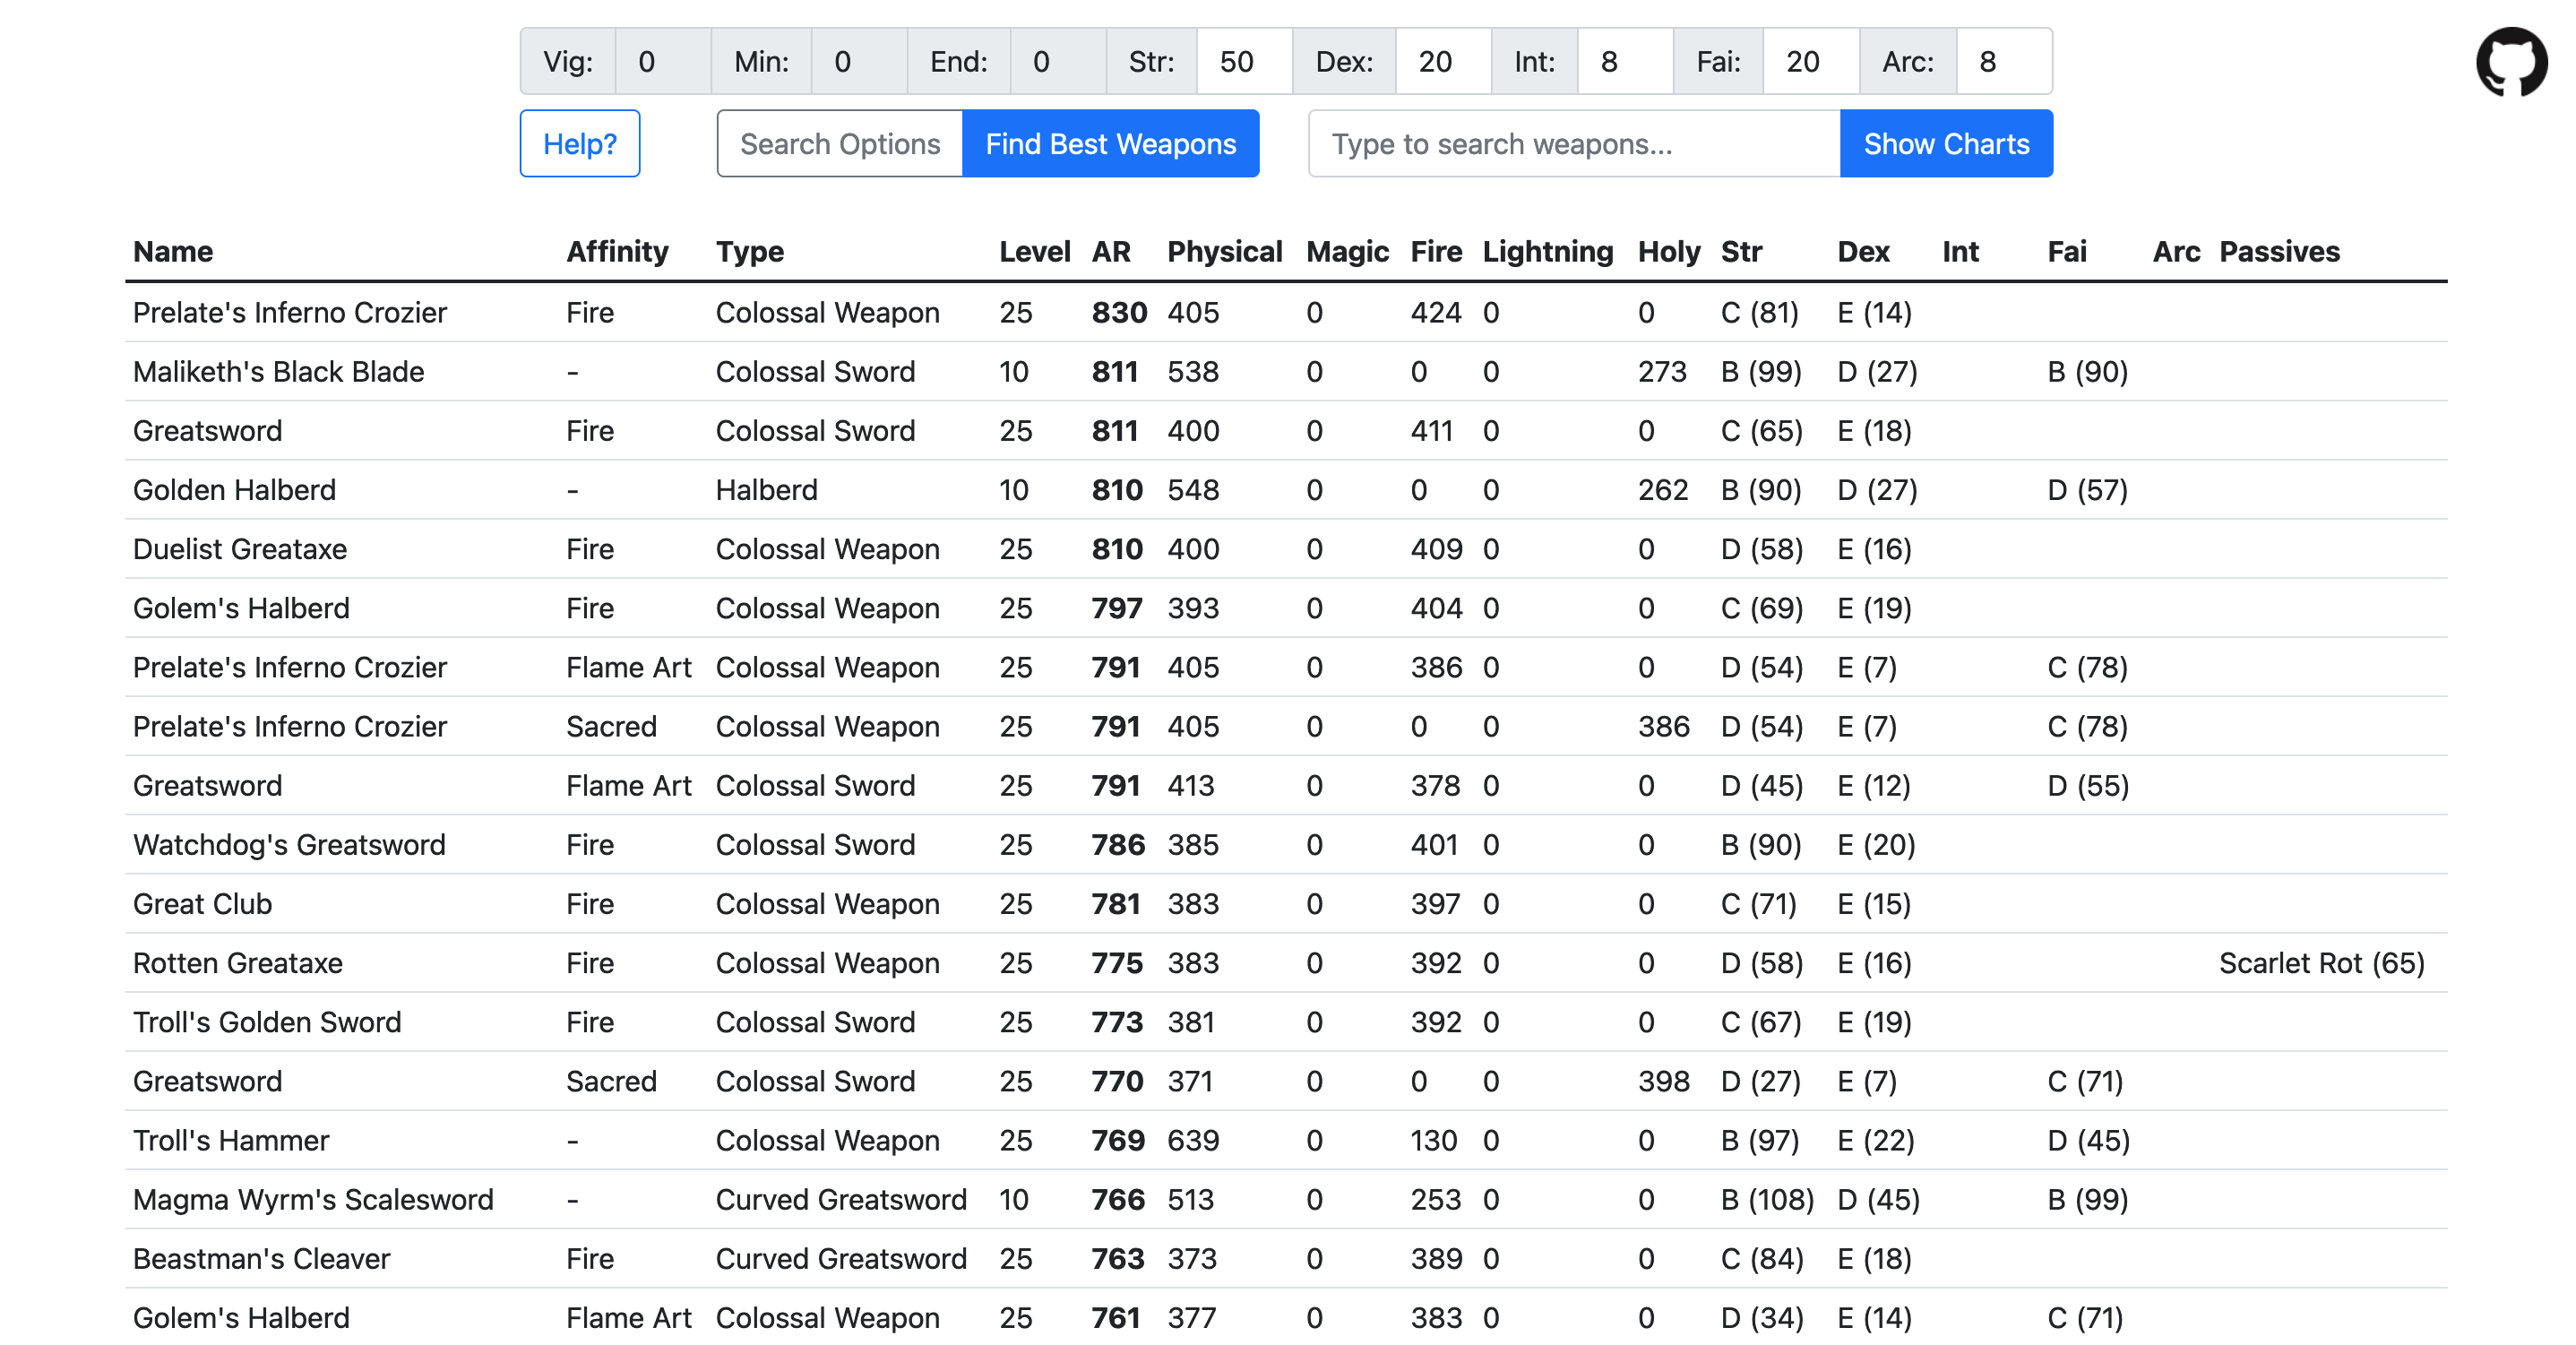 Vig: 0 Min: 0 End: 0 Str: 50 Dex: 20 Int: 8 Fai: 20 Arc: 8
Help? Search Options Find Best Weapons Type to search weapons... Show Charts
Name Affinity Type Level AR Physical Magic Fire Lightning Holy Str Dex Int Fai Arc Passives
Prelate's Inferno Crozier Fire Colossal Weapon 25 830 405 0 424 0 0 C (81) E (14)
Maliketh's Black Blade - Colossal Sword 10 811 538 0 0 0 273 B (99) D (27) B (90)
Greatsword Fire Colossal Sword 25 811 400 0 411 0 0 C (65) E (18)
Golden Halberd - Halberd 10 810 548 0 0 0 262 B (90) D (27) D (57)
Duelist Greataxe Fire Colossal Weapon 25 810 400 0 409 0 0 D (58) E (16)
Golem's Halberd Fire Colossal Weapon 25 797 393 0 404 0 0 C (69) E (19)
Prelate's Inferno Crozier Flame Art Colossal Weapon 25 791 405 0 386 0 0 D (54) E (7) C (78)
Prelate's Inferno Crozier Sacred Colossal Weapon 25 791 405 0 0 0 386 D (54) E (7) C (78)
Greatsword Flame Art Colossal Sword 25 791 413 0 378 0 0 D (45) E (12) D (55)
Watchdog's Greatsword Fire Colossal Sword 25 786 385 0 401 0 0 B (90) E (20)
Great Club Fire Colossal Weapon 25 781 383 0 397 0 0 C (71) E (15)
Rotten Greataxe Fire Colossal Weapon 25 775 383 0 392 0 0 D (58) E (16) Scarlet Rot (65)
Troll's Golden Sword Fire Colossal Sword 25 773 381 0 392 0 0 C (67) E (19)
Greatsword Sacred Colossal Sword 25 770 371 0 0 0 398 D (27) E (7) C (71)
Troll's Hammer - Colossal Weapon 25 769 639 0 130 0 0 B (97) E (22) D (45)
Magma Wyrm's Scalesword - Curved Greatsword 10 766 513 0 253 0 0 B (108) D (45) B (99)
Beastman's Cleaver Fire Curved Greatsword 25 763 373 0 389 0 0 C (84) E (18)
Golem's Halberd Flame Art Colossal Weapon 25 761 377 0 383 0 0 D (34) E (14) C (71)